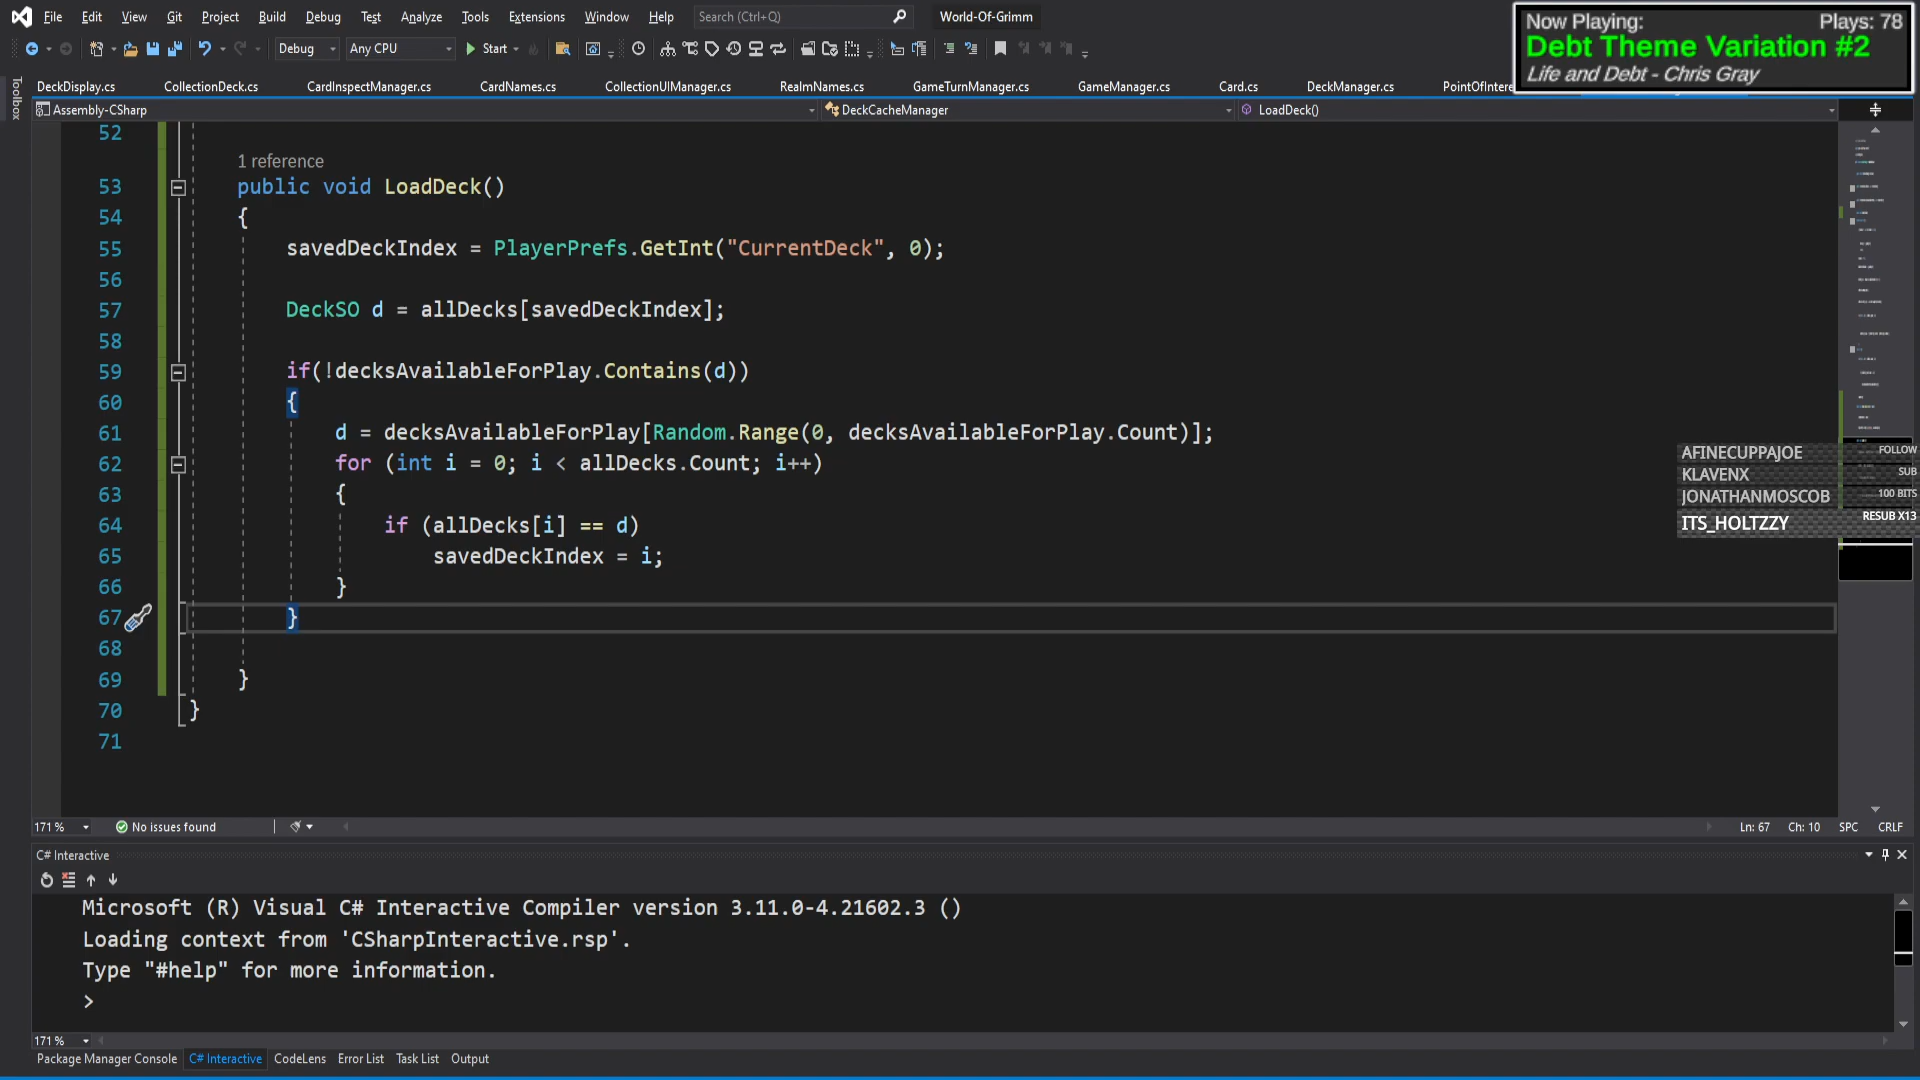 File Edit View Git Project Build Debug Test Analyze Tools Extensions Window Help Search (Ctrl+Q) World-Of-Grimm
Now Playing: Plays: 78
Debt Theme Variation #2
Life and Debt - Chris Gray
Debug Any CPU Start
DeckDisplay.cs CollectionDeck.cs CardInspectManager.cs CardNames.cs CollectionUIManager.cs RealmNames.cs GameTurnManager.cs GameManager.cs Card.cs DeckManager.cs PointOfIntere
Toolbox
Assembly-CSharp DeckCacheManager LoadDeck()
52
1 reference
53 public void LoadDeck()
54 {
55 savedDeckIndex = PlayerPrefs.GetInt("CurrentDeck", 0);
56
57 DeckSO d = allDecks[savedDeckIndex];
58
59 if(!decksAvailableForPlay.Contains(d))
60 {
61 d = decksAvailableForPlay[Random.Range(0, decksAvailableForPlay.Count)];
62 for (int i = 0; i < allDecks.Count; i++)
63 {
64 if (allDecks[i] == d)
65 savedDeckIndex = i;
66 }
67 }
68
69 }
70 }
71
AFINECUPPAJOE FOLLOW
KLAVENX SUB
JONATHANMOSCOB 100 BITS
ITS_HOLTZZY RESUB X13
171 % No issues found Ln: 67 Ch: 10 SPC CRLF
C# Interactive
Microsoft (R) Visual C# Interactive Compiler version 3.11.0-4.21602.3 ()
Loading context from 'CSharpInteractive.rsp'.
Type "#help" for more information.
>
171 %
Package Manager Console C# Interactive CodeLens Error List Task List Output